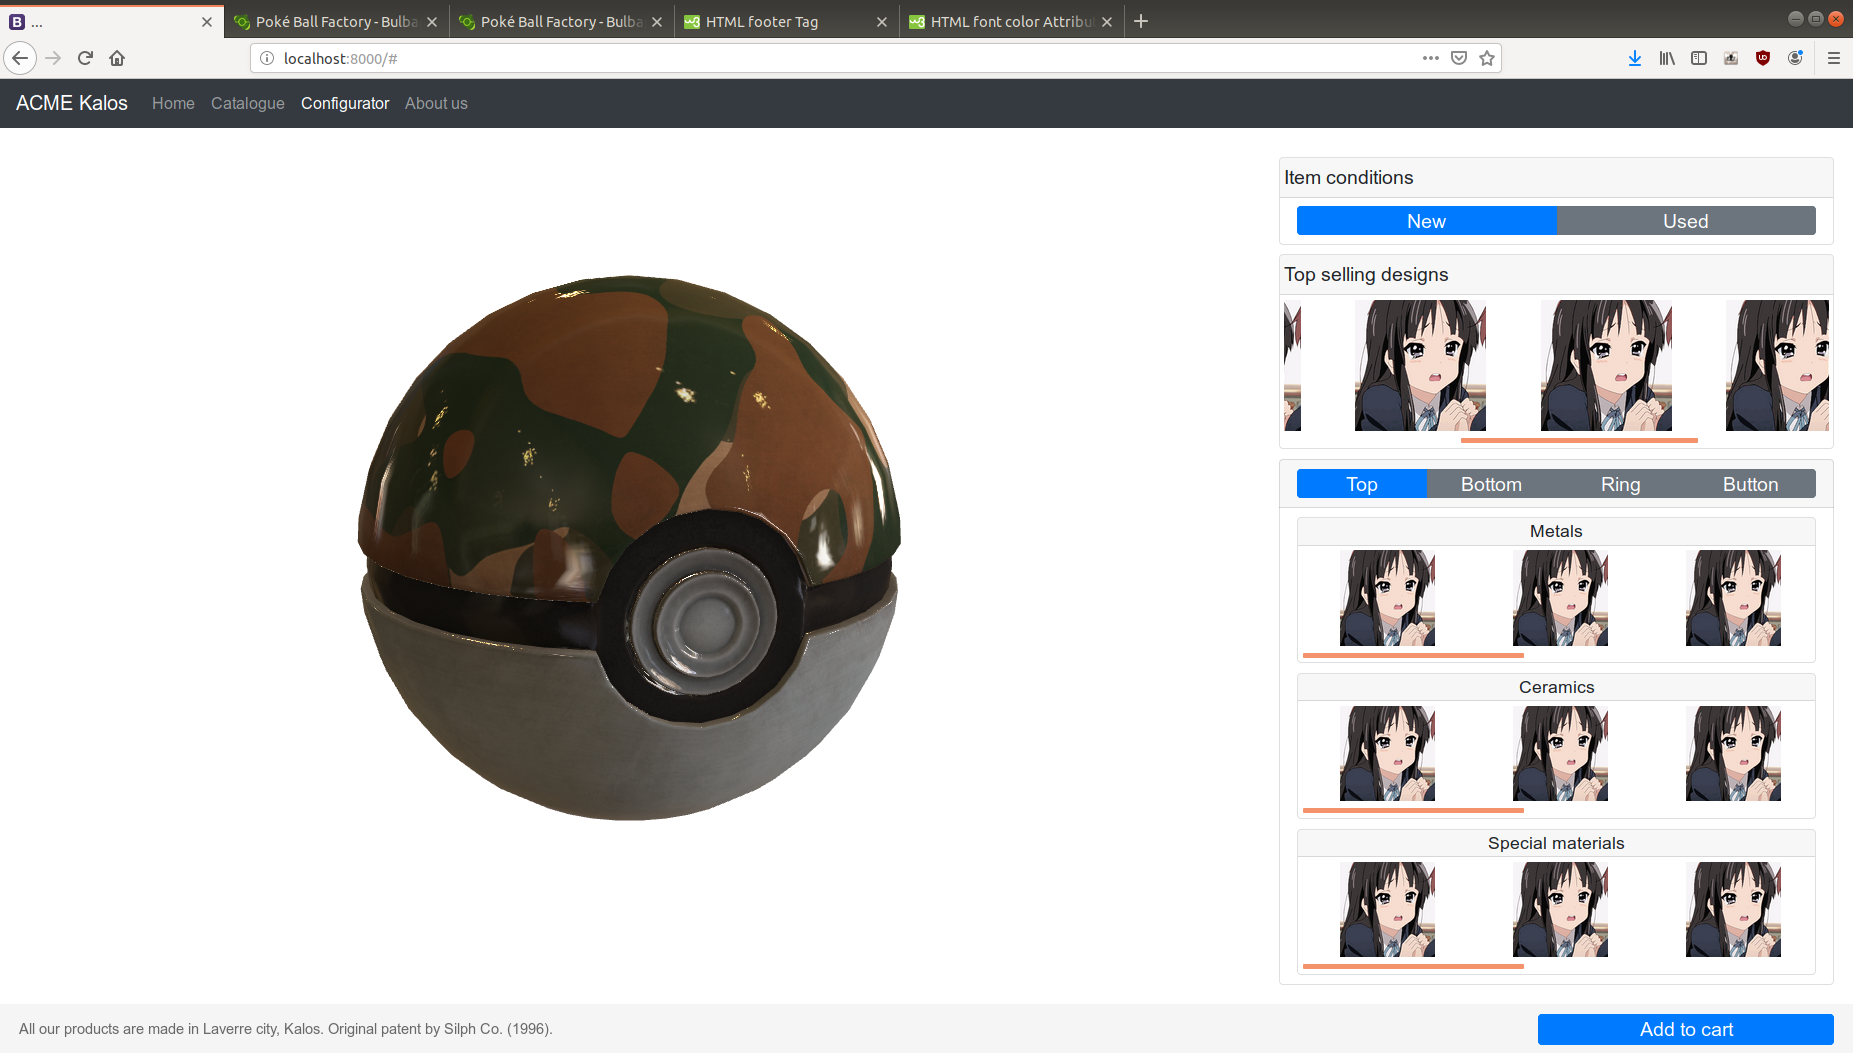 ...
Poké Ball Factory - Bulba
Poké Ball Factory - Bulba
HTML footer Tag
HTML font color Attribu
localhost:8000/#
ACME Kalos Home Catalogue Configurator About us
Item conditions
New Used
Top selling designs
Top Bottom Ring Button
Metals
Ceramics
Special materials
All our products are made in Laverre city, Kalos. Original patent by Silph Co. (1996).
Add to cart